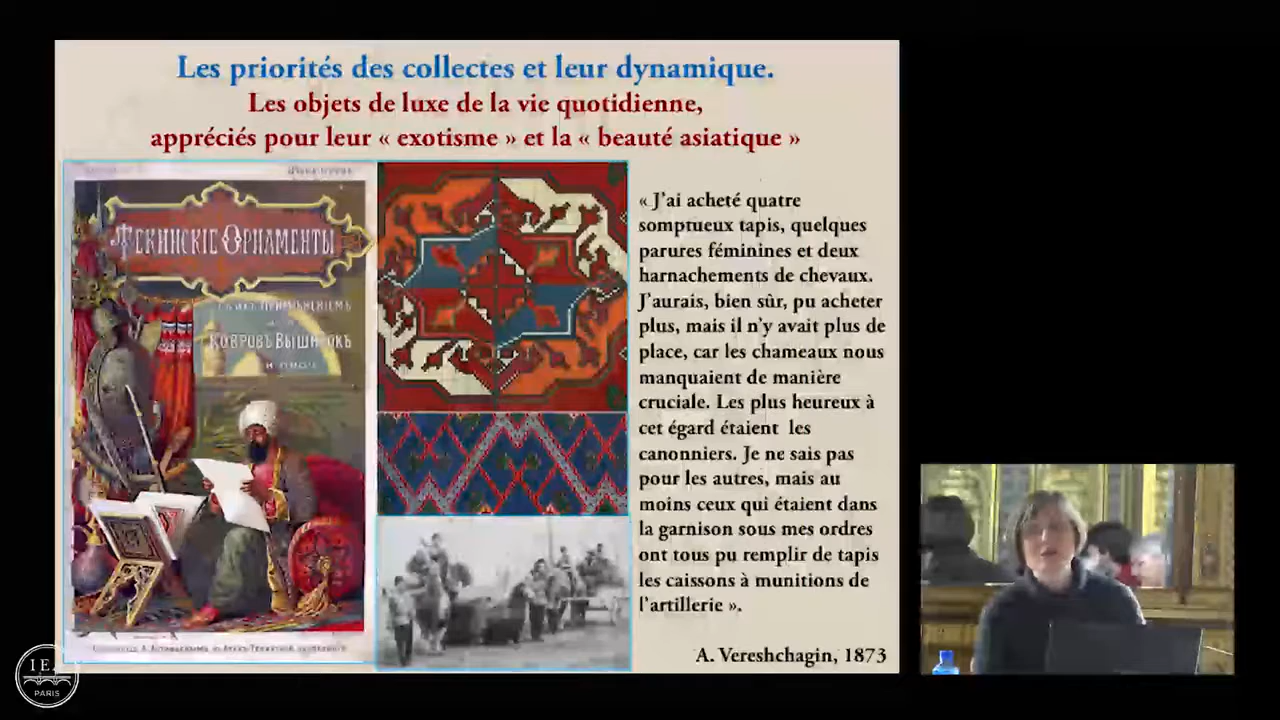 Les priorités des collectes et leur dynamique.
Les objets de luxe de la vie quotidienne,
appréciés pour leur « exotisme » et la « beauté asiatique »
ТЕКИНСКІЕ ОРНАМЕНТЫ
КОВРОВЪ ВЫШИВОКЪ
« J’ai acheté quatre
somptueux tapis, quelques
parures féminines et deux
harnachements de chevaux.
J’aurais, bien sûr, pu acheter
plus, mais il n’y avait plus de
place, car les chameaux nous
manquaient de manière
cruciale. Les plus heureux à
cet égard étaient les
canonniers. Je ne sais pas
pour les autres, mais au
moins ceux qui étaient dans
la garnison sous mes ordres
ont tous pu remplir de tapis
les caissons à munitions de
l’artillerie ».
A. Vereshchagin, 1873
PARIS